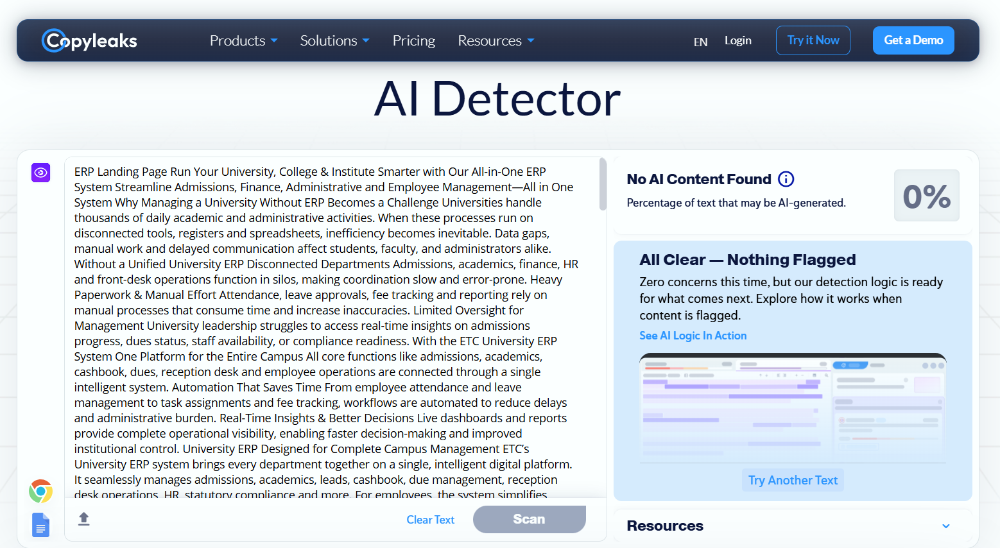 Copyleaks
Products
Solutions
Pricing
Resources
EN
Login
Try it Now
Get a Demo
AI Detector
ERP Landing Page Run Your University, College & Institute Smarter with Our All-in-One ERP
System Streamline Admissions, Finance, Administrative and Employee Management—All in One
System Why Managing a University Without ERP Becomes a Challenge Universities handle
thousands of daily academic and administrative activities. When these processes run on
disconnected tools, registers and spreadsheets, inefficiency becomes inevitable. Data gaps,
manual work and delayed communication affect students, faculty, and administrators alike.
Without a Unified University ERP Disconnected Departments Admissions, academics, finance, HR
and front-desk operations function in silos, making coordination slow and error-prone. Heavy
Paperwork & Manual Effort Attendance, leave approvals, fee tracking and reporting rely on
manual processes that consume time and increase inaccuracies. Limited Oversight for
Management University leadership struggles to access real-time insights on admissions
progress, dues status, staff availability, or compliance readiness. With the ETC University ERP
System One Platform for the Entire Campus All core functions like admissions, academics,
cashbook, dues, reception desk and employee operations are connected through a single
intelligent system. Automation That Saves Time From employee attendance and leave
management to task assignments and fee tracking, workflows are automated to reduce delays
and administrative burden. Real-Time Insights & Better Decisions Live dashboards and reports
provide complete operational visibility, enabling faster decision-making and improved
institutional control. University ERP Designed for Complete Campus Management ETC’s
University ERP system brings every department together on a single, intelligent digital platform.
It seamlessly manages admissions, academics, leads, cashbook, due management, reception
desk operations, HR, statutory compliance and more. For employees, the system simplifies
Clear Text
Scan
No AI Content Found
Percentage of text that may be AI-generated.
0%
All Clear — Nothing Flagged
Zero concerns this time, but our detection logic is ready
for what comes next. Explore how it works when
content is flagged.
See AI Logic In Action
Try Another Text
Resources